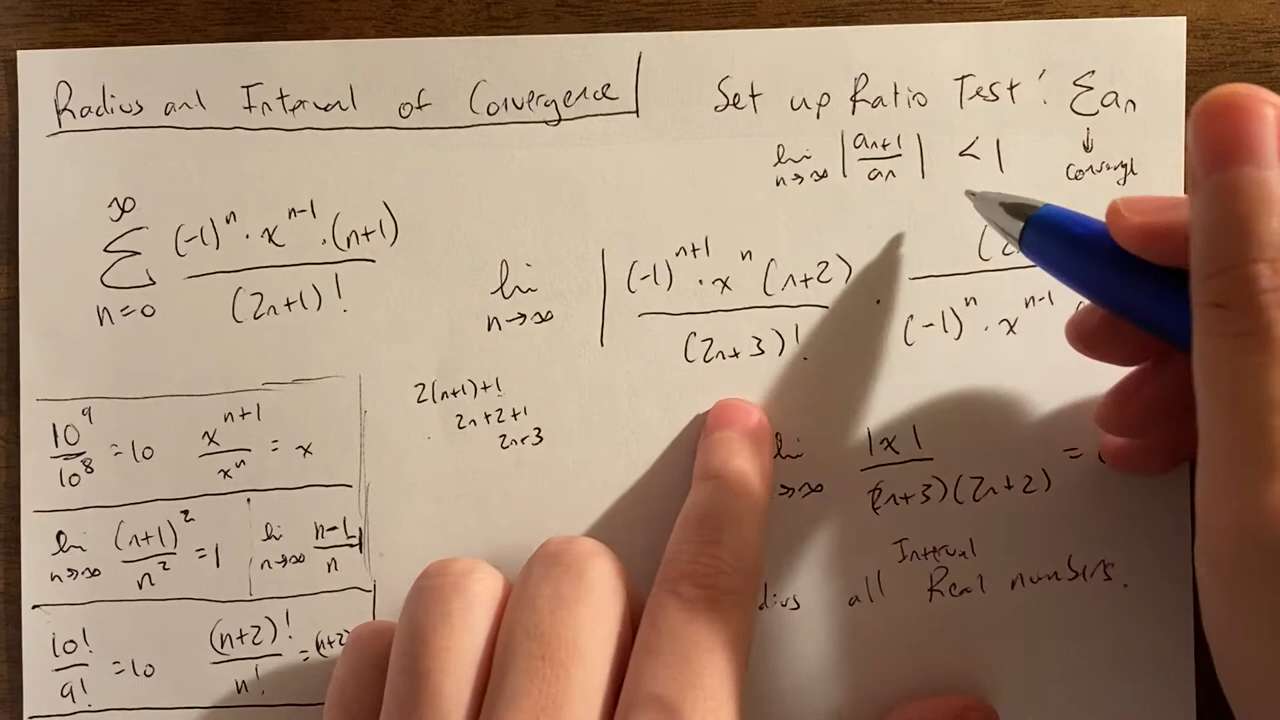 Radius and Interval of Convergence
Set up Ratio Test: Σan
lim n→∞ |an+1/an| < 1
↓
converge
∞ Σ n=0 (-1)^n · x^(n-1) · (n+1) / (2n+1)!
lim n→∞ | (-1)^(n+1) · x^n (n+2) / (2n+3)! · (2 / (-1)^n · x^(n-1)
2(n+1)+1
2n+2+1
2n+3
10^9/10^8 = 10 x^(n+1)/x^n = x
lim n→∞ |x| / (2n+3)(2n+2) =
lim n→∞ (n+1)^2/n^2 = 1 lim n→∞ n-1/n
Interval
all Real numbers.
10!/9! = 10 (n+2)!/n! = (n+2)